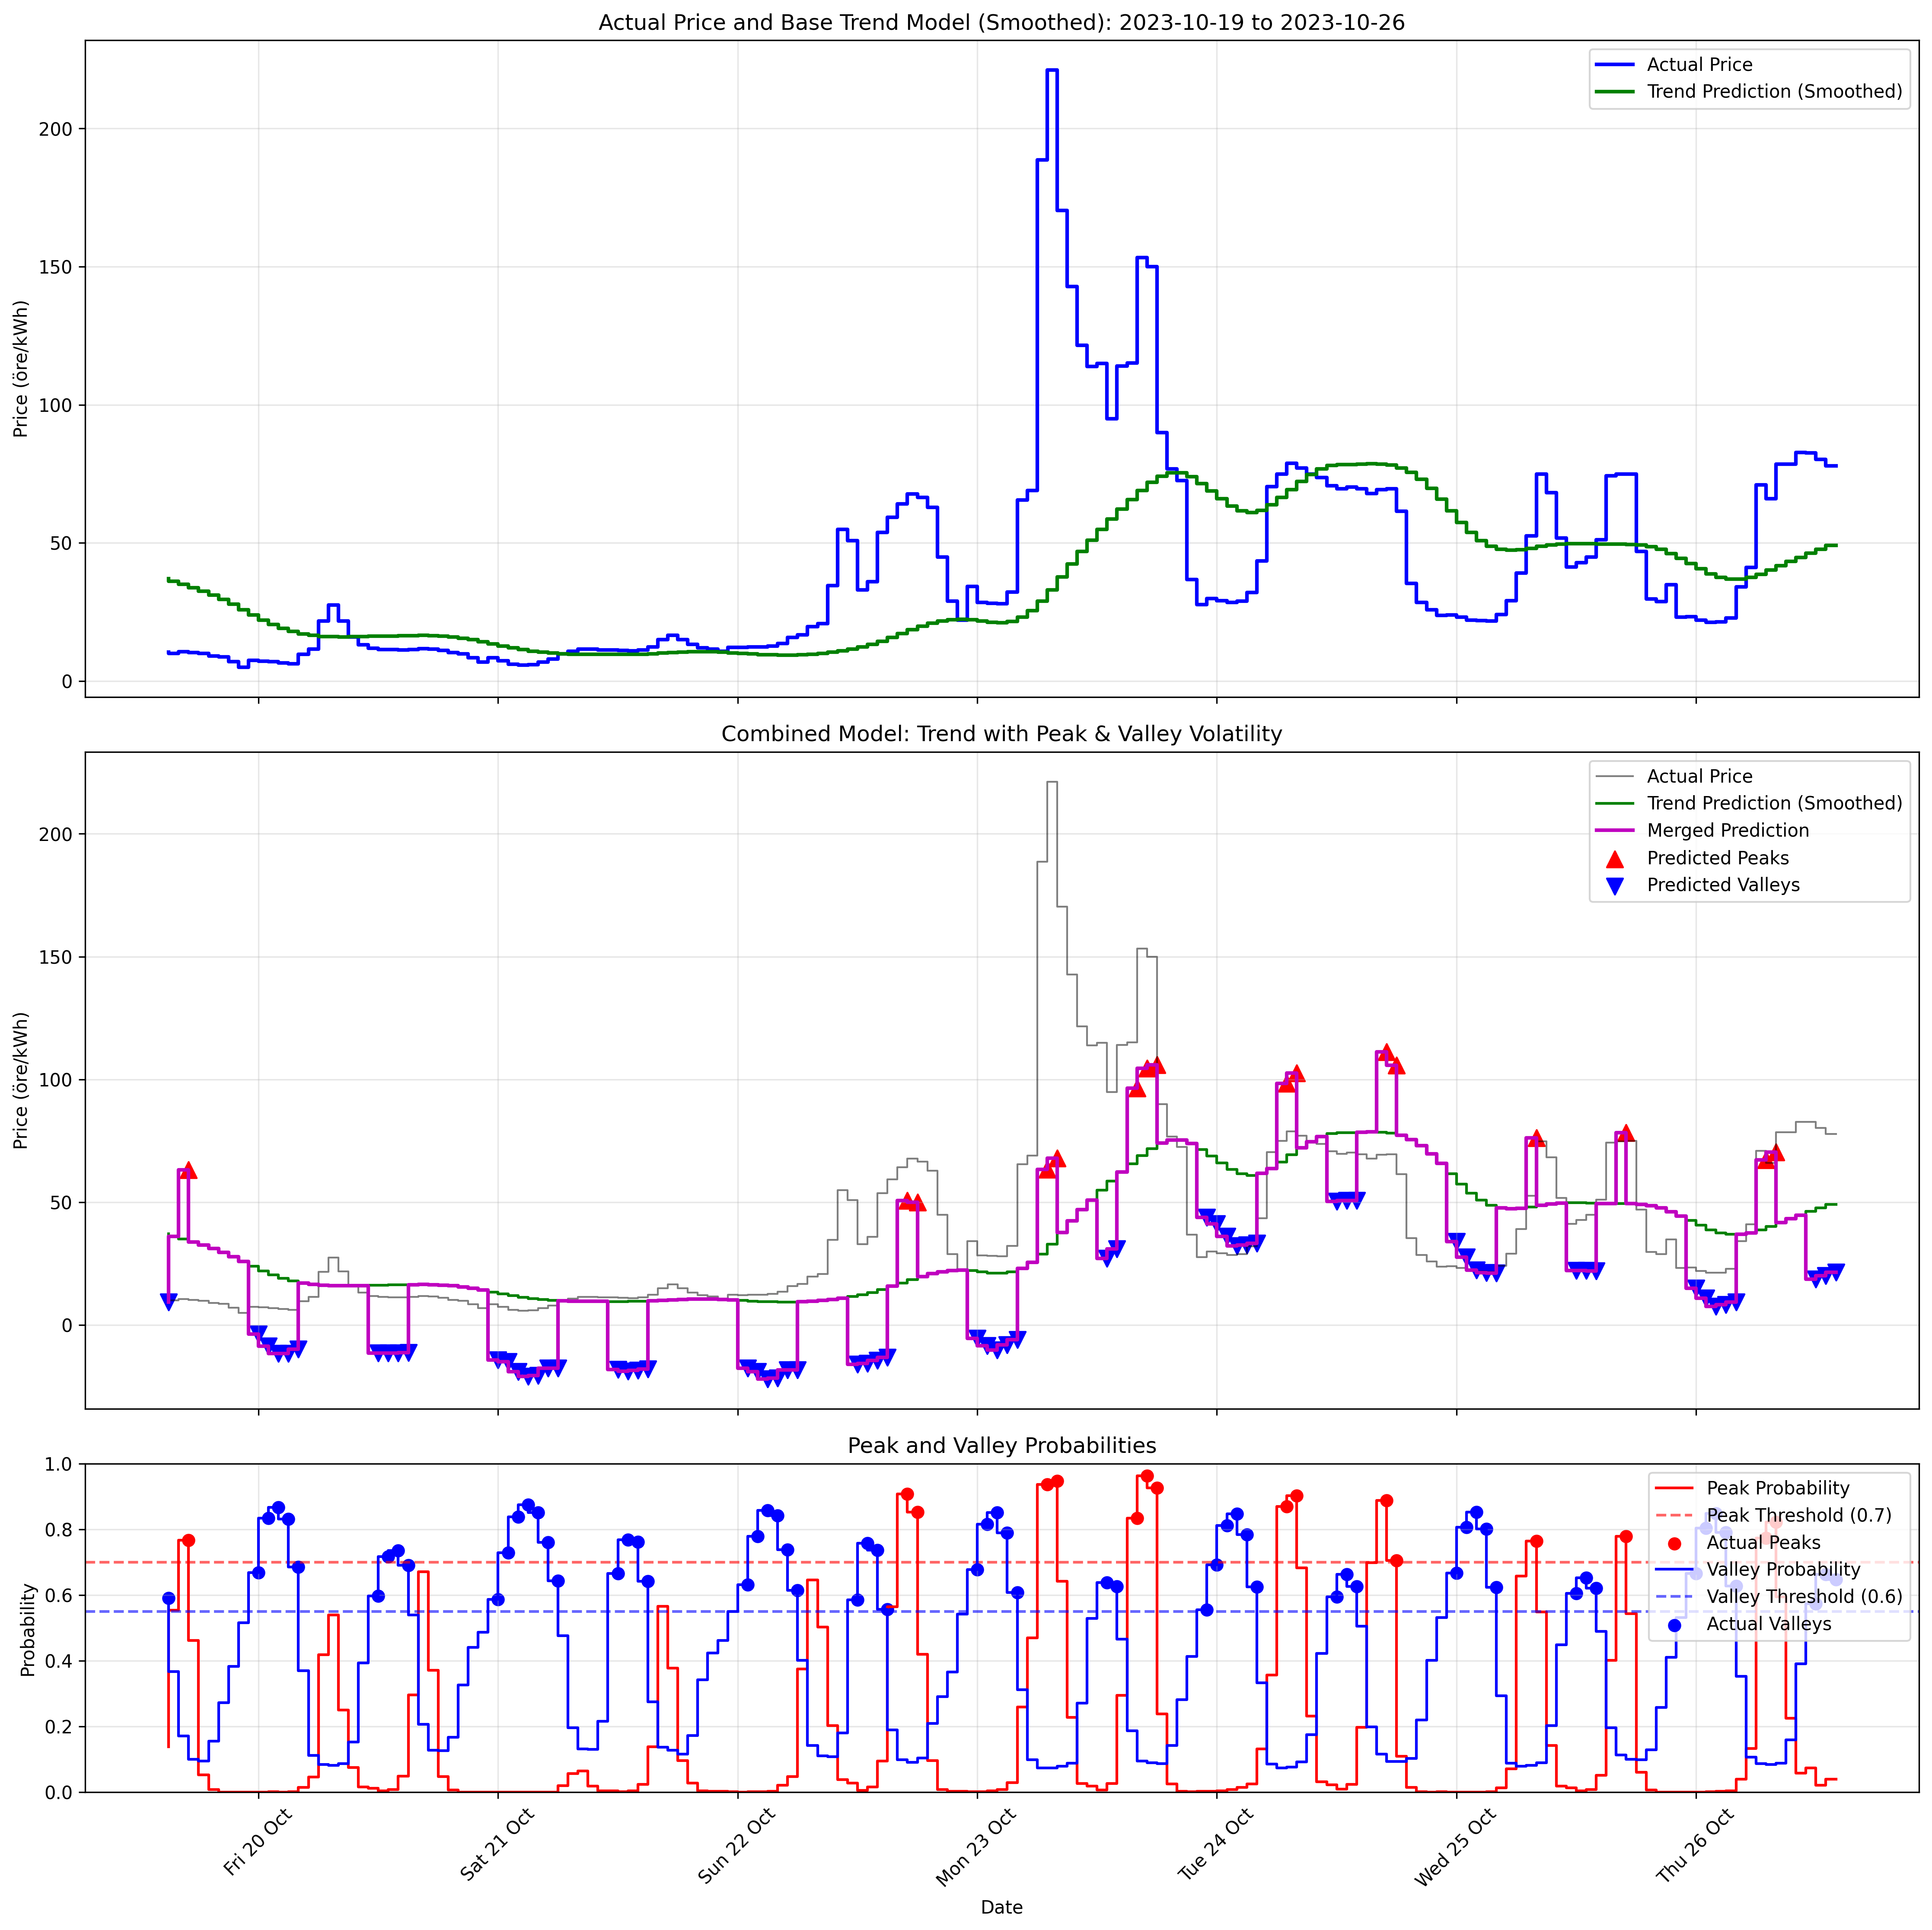 Actual Price and Base Trend Model (Smoothed): 2023-10-19 to 2023-10-26
Actual Price
Trend Prediction (Smoothed)
Price (öre/kWh)
200
150
100
50
0
Combined Model: Trend with Peak & Valley Volatility
Actual Price
Trend Prediction (Smoothed)
Merged Prediction
Predicted Peaks
Predicted Valleys
Price (öre/kWh)
200
150
100
50
0
Peak and Valley Probabilities
Peak Probability
Peak Threshold (0.7)
Actual Peaks
Valley Probability
Valley Threshold (0.6)
Actual Valleys
Probability
1.0
0.8
0.6
0.4
0.2
0.0
Fri 20 Oct
Sat 21 Oct
Sun 22 Oct
Mon 23 Oct
Tue 24 Oct
Wed 25 Oct
Thu 26 Oct
Date